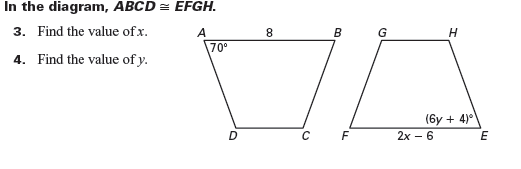 In the diagram, ABCD ≅ EFGH.
3. Find the value of x.
4. Find the value of y.
A 8 B G H
70°
(6y + 4)°
D C F 2x − 6 E